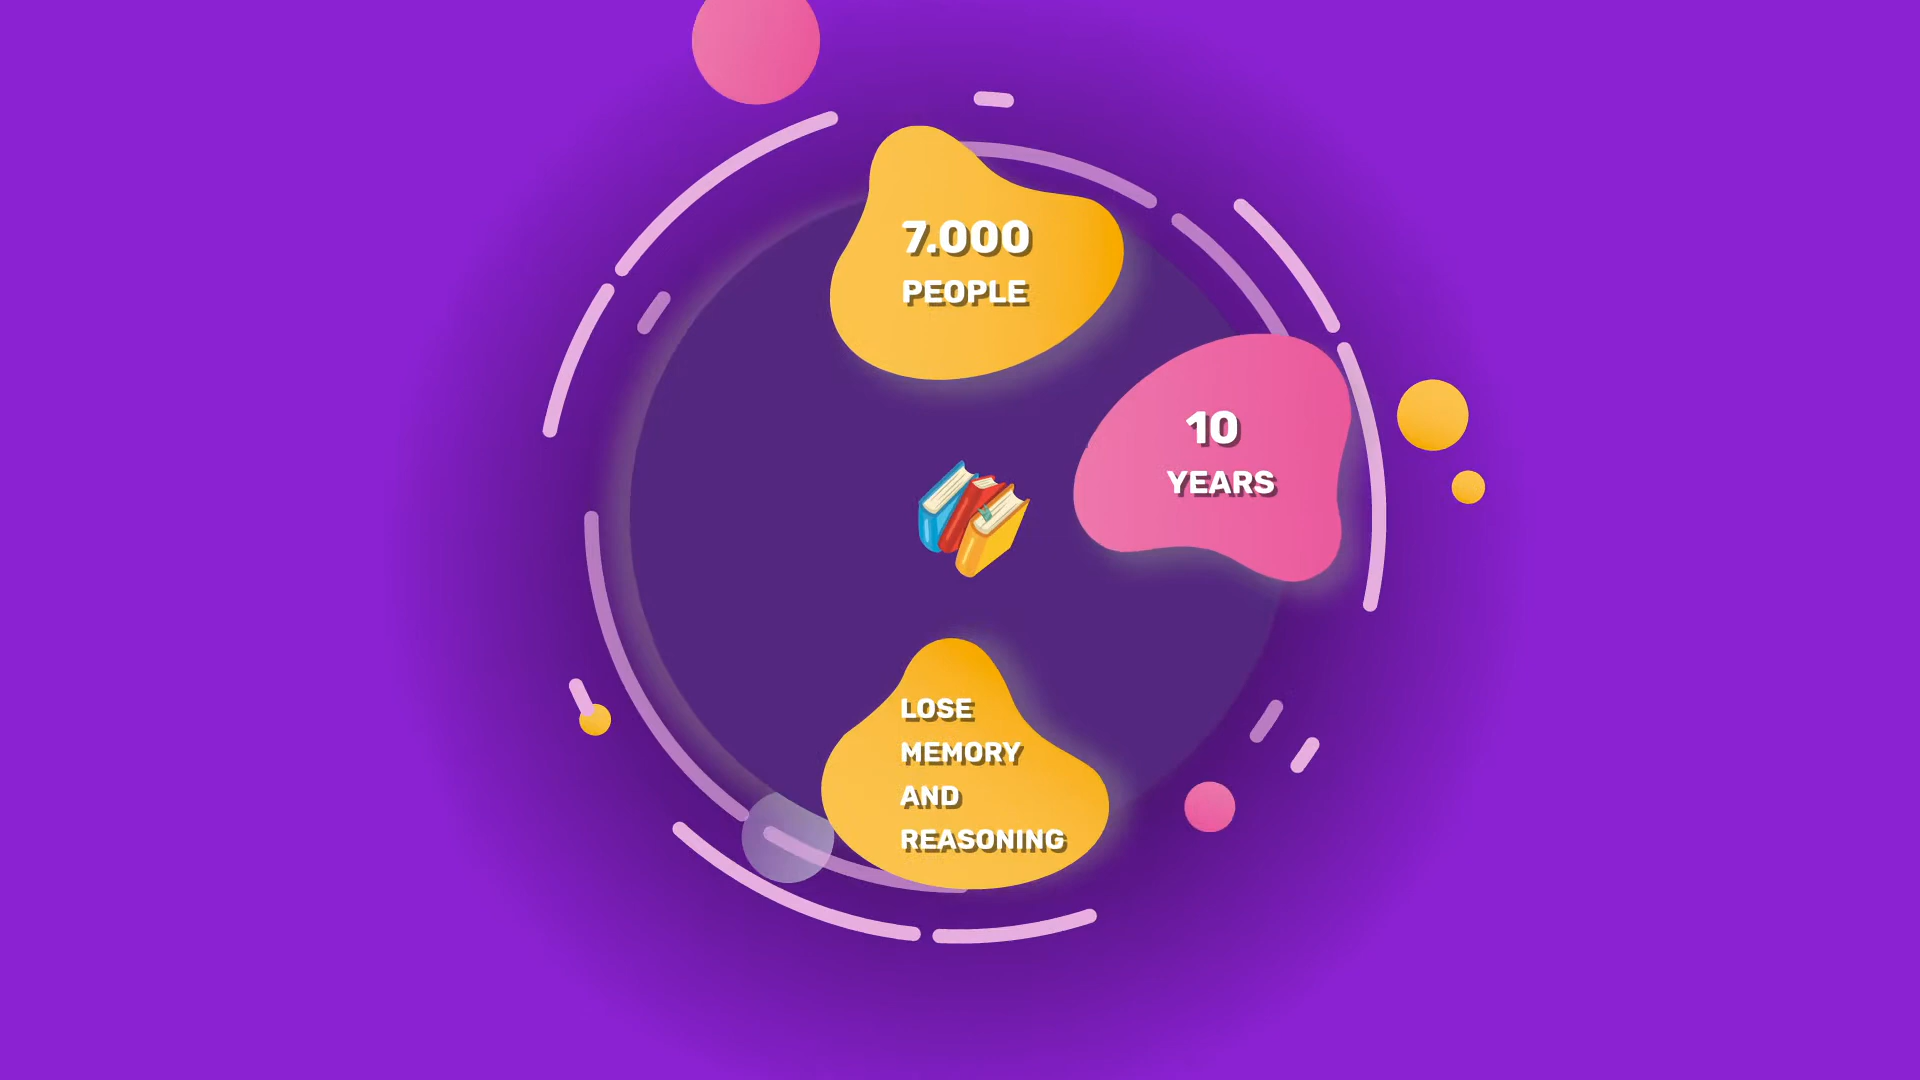 7.000
PEOPLE
10
YEARS
LOSE
MEMORY
AND
REASONING